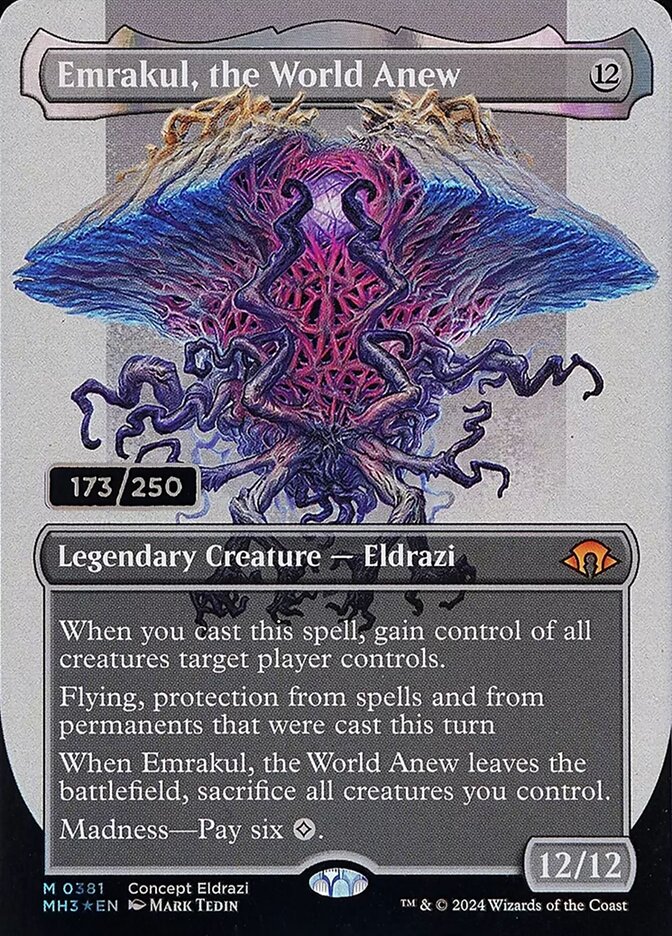 Emrakul, the World Anew 12
173/250
Legendary Creature — Eldrazi
When you cast this spell, gain control of all
creatures target player controls.
Flying, protection from spells and from
permanents that were cast this turn
When Emrakul, the World Anew leaves the
battlefield, sacrifice all creatures you control.
Madness—Pay six ◇.
12/12
M 0381 Concept Eldrazi
MH3★EN Mark Tedin ™ & © 2024 Wizards of the Coast